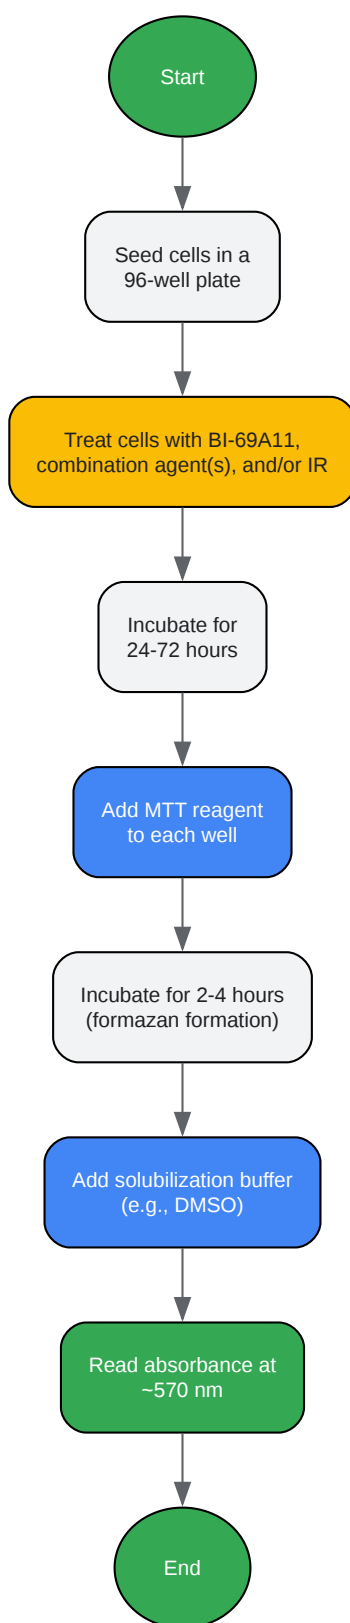 Start
Seed cells in a
96-well plate
Treat cells with BI-69A11,
combination agent(s), and/or IR
Incubate for
24-72 hours
Add MTT reagent
to each well
Incubate for 2-4 hours
(formazan formation)
Add solubilization buffer
(e.g., DMSO)
Read absorbance at
~570 nm
End